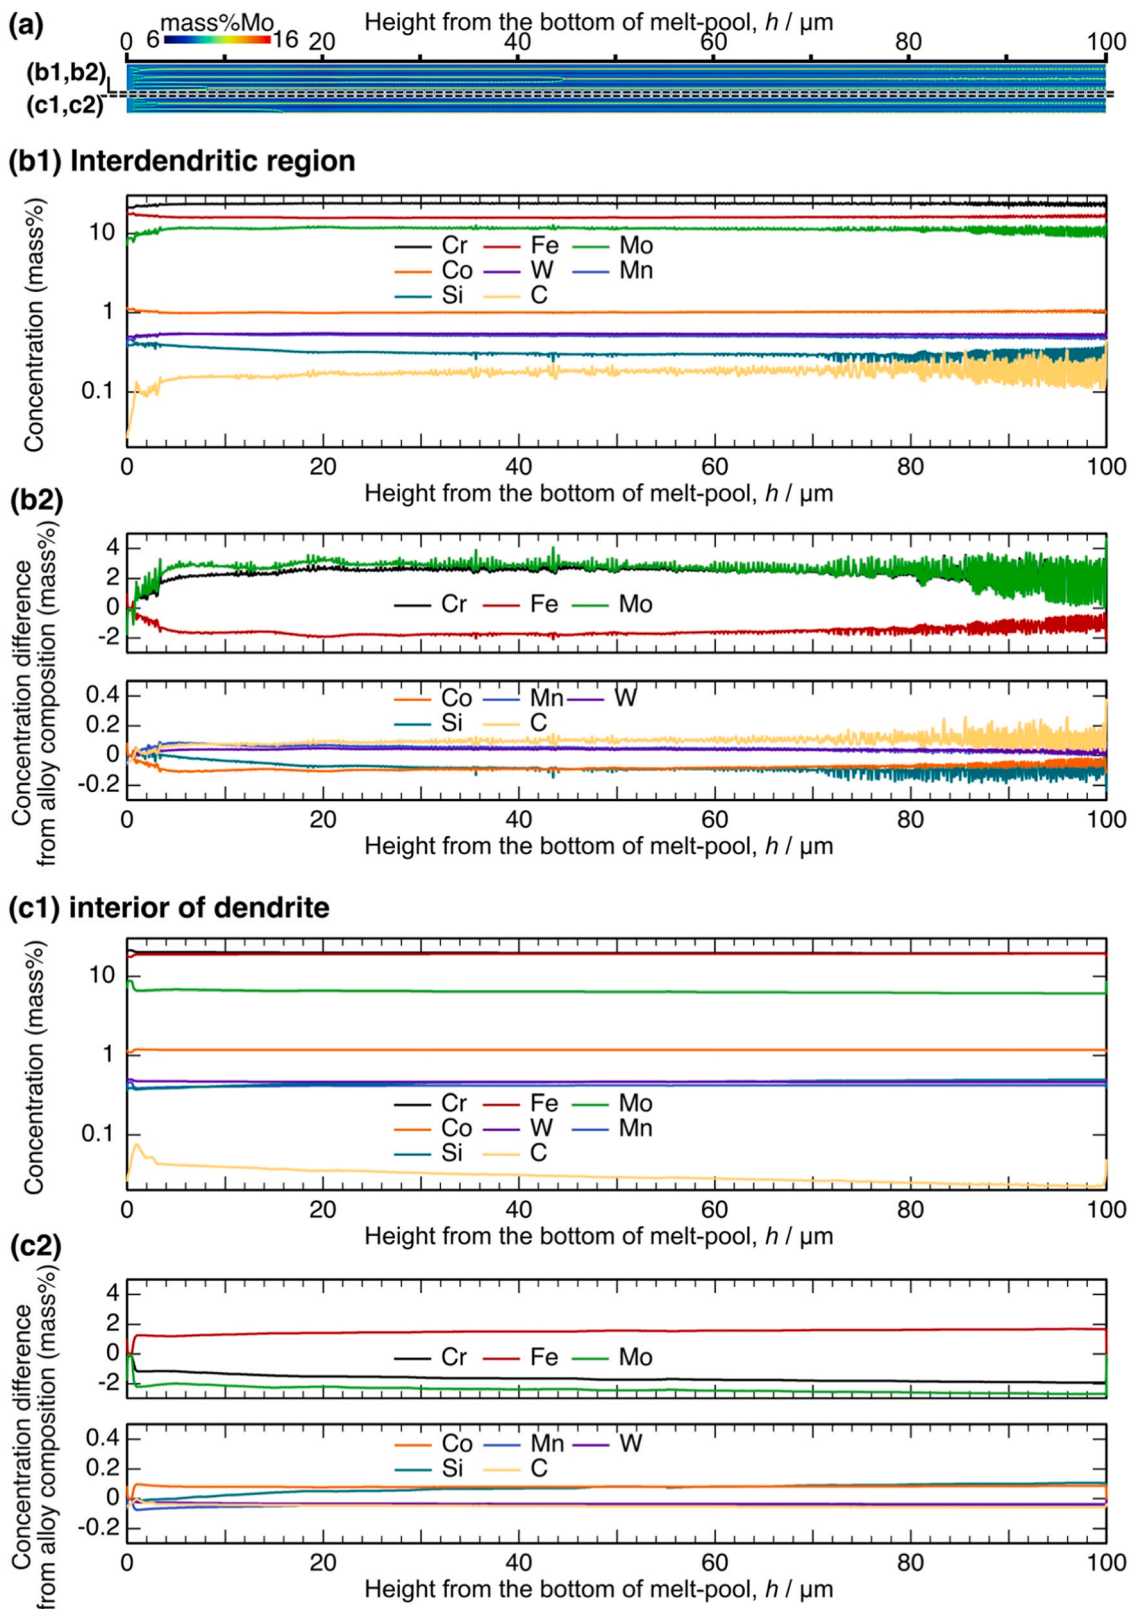 (a)
mass%Mo
6 16
Height from the bottom of melt-pool, h / μm
0 20 40 60 80 100
(b1,b2)
(c1,c2)
(b1) Interdendritic region
Concentration (mass%)
10
1
0.1
Cr Fe Mo
Co W Mn
Si C
0 20 40 60 80 100
Height from the bottom of melt-pool, h / μm
(b2)
Concentration difference
from alloy composition (mass%)
4
2
0
-2
Cr Fe Mo
0.4
0.2
0
-0.2
Co Mn W
Si C
0 20 40 60 80 100
Height from the bottom of melt-pool, h / μm
(c1) interior of dendrite
Concentration (mass%)
10
1
0.1
Cr Fe Mo
Co W Mn
Si C
0 20 40 60 80 100
Height from the bottom of melt-pool, h / μm
(c2)
Concentration difference
from alloy composition (mass%)
4
2
0
-2
Cr Fe Mo
0.4
0.2
0
-0.2
Co Mn W
Si C
0 20 40 60 80 100
Height from the bottom of melt-pool, h / μm